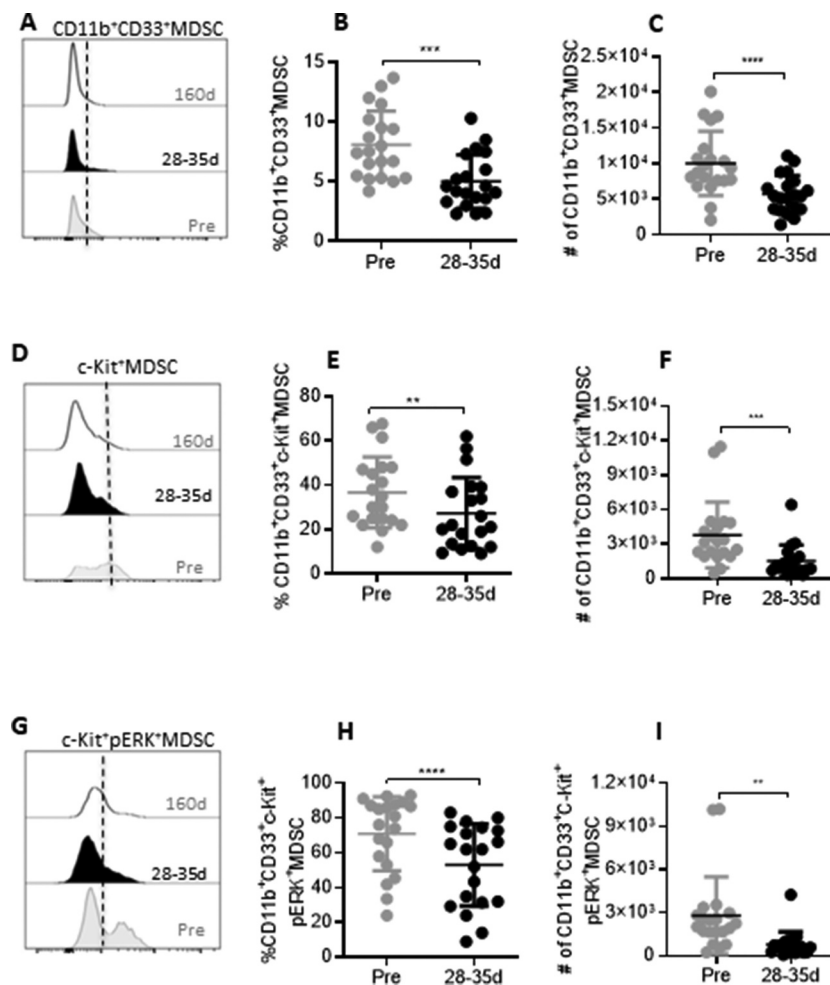 A
CD11b⁺CD33⁺MDSC
160d
28-35d
Pre
B
***
%CD11b⁺CD33⁺MDSC
15
10
5
0
Pre 28-35d
C
****
# of CD11b⁺CD33⁺MDSC
2.5×10⁴
2×10⁴
1.5×10⁴
1×10⁴
5×10³
0
Pre 28-35d
D
c-Kit⁺MDSC
160d
28-35d
Pre
E
**
% CD11b⁺CD33⁺c-Kit⁺MDSC
80
60
40
20
0
Pre 28-35d
F
***
# of CD11b⁺CD33⁺c-Kit⁺MDSC
1.5×10⁴
1.2×10⁴
9×10³
6×10³
3×10³
0
Pre 28-35d
G
c-Kit⁺pERK⁺MDSC
160d
28-35d
Pre
H
****
%CD11b⁺CD33⁺c-Kit⁺
pERK⁺MDSC
100
80
60
40
20
0
Pre 28-35d
I
**
# of CD11b⁺CD33⁺C-Kit⁺
pERK⁺MDSC
1.2×10⁴
9×10³
6×10³
3×10³
0
Pre 28-35d